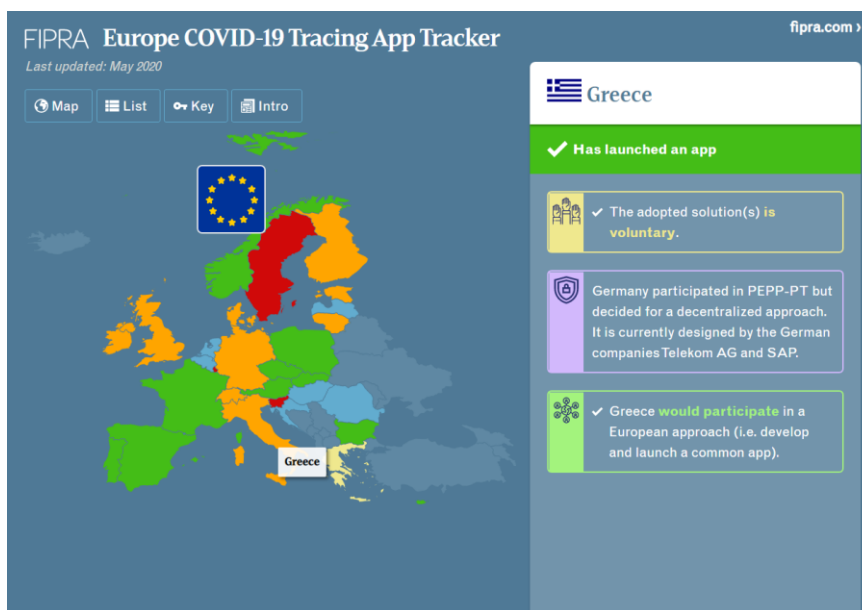 FIPRA Europe COVID-19 Tracing App Tracker
fipra.com ›
Last updated: May 2020
Map
List
Key
Intro
Greece
Greece
Has launched an app
The adopted solution(s) is
voluntary.
Germany participated in PEPP-PT but
decided for a decentralized approach.
It is currently designed by the German
companies Telekom AG and SAP.
Greece would participate in a
European approach (i.e. develop
and launch a common app).